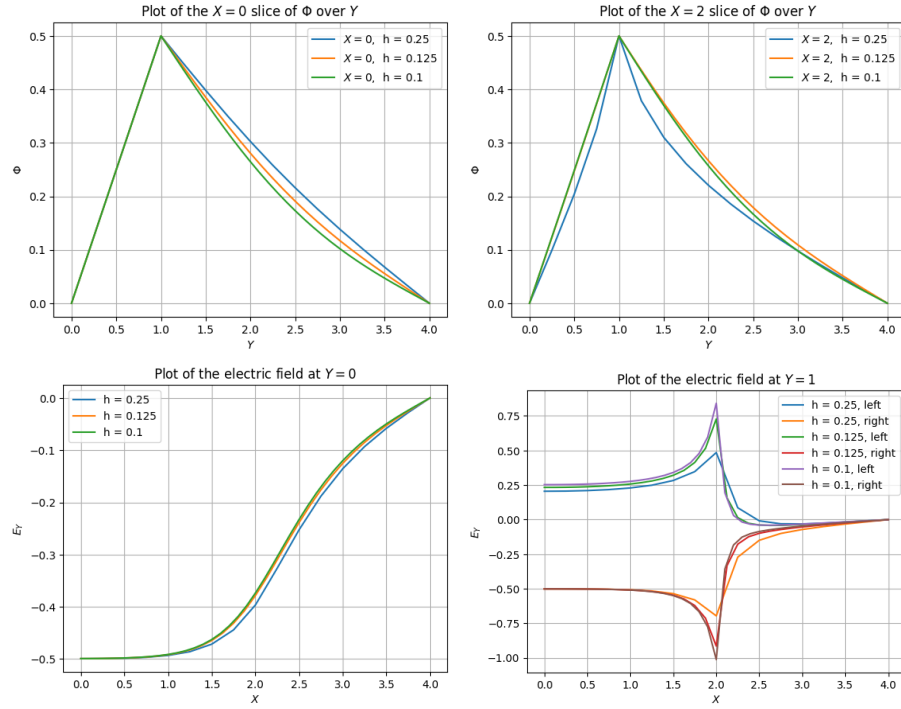 Plot of the X = 0 slice of Φ over Y
Φ
0.5
0.4
0.3
0.2
0.1
0.0
X = 0, h = 0.25
X = 0, h = 0.125
X = 0, h = 0.1
0.0 0.5 1.0 1.5 2.0 2.5 3.0 3.5 4.0
Y
Plot of the X = 2 slice of Φ over Y
Φ
0.5
0.4
0.3
0.2
0.1
0.0
X = 2, h = 0.25
X = 2, h = 0.125
X = 2, h = 0.1
0.0 0.5 1.0 1.5 2.0 2.5 3.0 3.5 4.0
Y
Plot of the electric field at Y = 0
E_Y
0.0
−0.1
−0.2
−0.3
−0.4
−0.5
h = 0.25
h = 0.125
h = 0.1
0.0 0.5 1.0 1.5 2.0 2.5 3.0 3.5 4.0
X
Plot of the electric field at Y = 1
E_Y
0.75
0.50
0.25
0.00
−0.25
−0.50
−0.75
−1.00
h = 0.25, left
h = 0.25, right
h = 0.125, left
h = 0.125, right
h = 0.1, left
h = 0.1, right
0.0 0.5 1.0 1.5 2.0 2.5 3.0 3.5 4.0
X